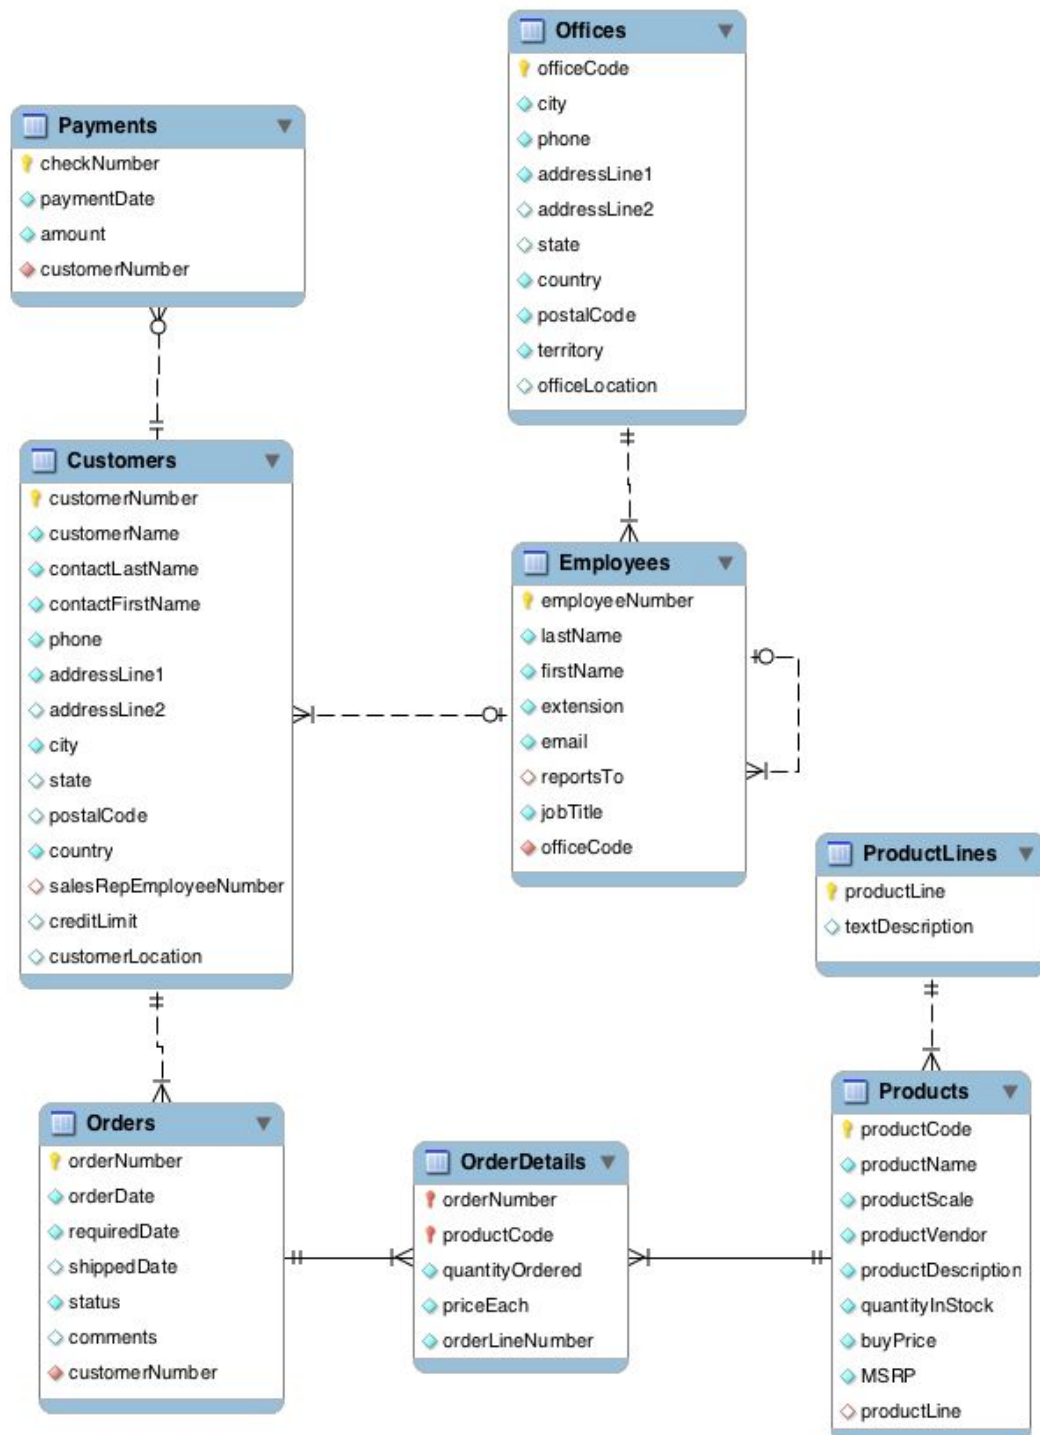 Offices
officeCode
city
phone
addressLine1
addressLine2
state
country
postalCode
territory
officeLocation
Payments
checkNumber
paymentDate
amount
customerNumber
Customers
customerNumber
customerName
contactLastName
contactFirstName
phone
addressLine1
addressLine2
city
state
postalCode
country
salesRepEmployeeNumber
creditLimit
customerLocation
Employees
employeeNumber
lastName
firstName
extension
email
reportsTo
jobTitle
officeCode
ProductLines
productLine
textDescription
Orders
orderNumber
orderDate
requiredDate
shippedDate
status
comments
customerNumber
OrderDetails
orderNumber
productCode
quantityOrdered
priceEach
orderLineNumber
Products
productCode
productName
productScale
productVendor
productDescription
quantityInStock
buyPrice
MSRP
productLine